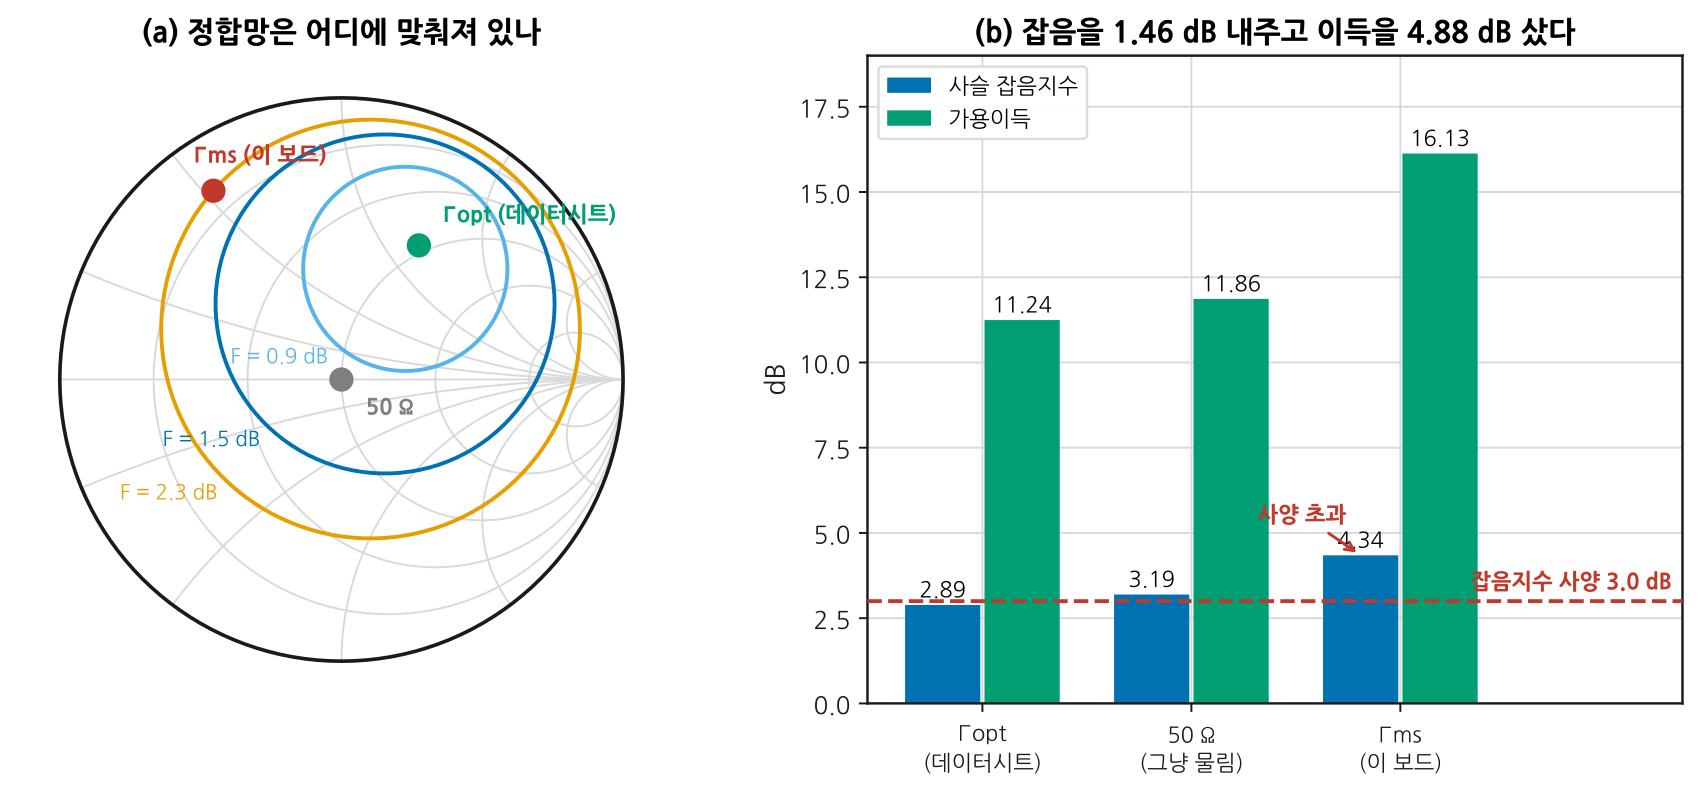 (a) 정합망은 어디에 맞춰져 있나
Γms (이 보드)
Γopt (데이터시트)
F = 0.9 dB
50 Ω
F = 1.5 dB
F = 2.3 dB
(b) 잡음을 1.46 dB 내주고 이득을 4.88 dB 샀다
사슬 잡음지수
가용이득
dB
17.5
15.0
12.5
10.0
7.5
5.0
2.5
0.0
2.89
11.24
3.19
11.86
4.34
16.13
사양 초과
잡음지수 사양 3.0 dB
Γopt
(데이터시트)
50 Ω
(그냥 물림)
Γms
(이 보드)